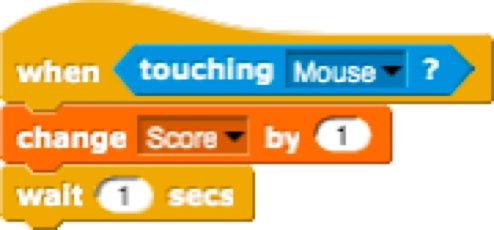 when touching Mouse ?
change Score by 1
wait 1 secs